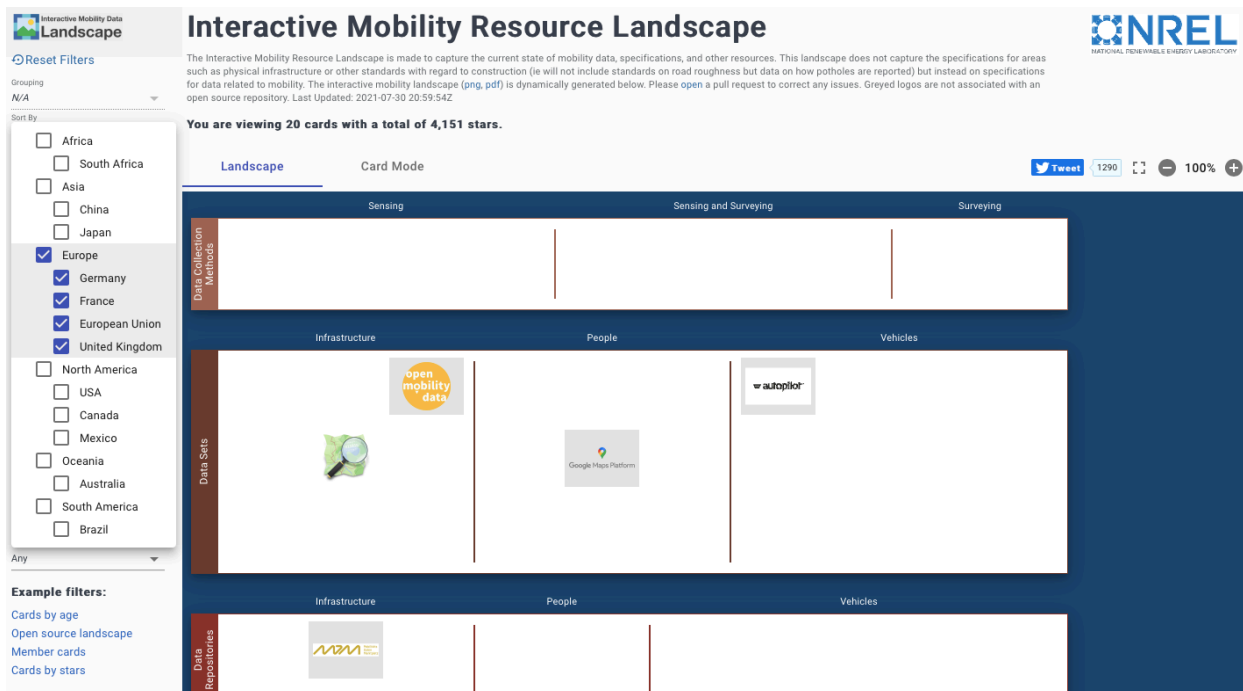 Interactive Mobility Data
Landscape
Reset Filters
Grouping
N/A
Sort By
Africa
South Africa
Asia
China
Japan
Europe
Germany
France
European Union
United Kingdom
North America
USA
Canada
Mexico
Oceania
Australia
South America
Brazil
Any
Example filters:
Cards by age
Open source landscape
Member cards
Cards by stars
Interactive Mobility Resource Landscape
NREL
NATIONAL RENEWABLE ENERGY LABORATORY
The Interactive Mobility Resource Landscape is made to capture the current state of mobility data, specifications, and other resources. This landscape does not capture the specifications for areas
such as physical infrastructure or other standards with regard to construction (ie will not include standards on road roughness but data on how potholes are reported) but instead on specifications
for data related to mobility. The interactive mobility landscape (png, pdf) is dynamically generated below. Please open a pull request to correct any issues. Greyed logos are not associated with an
open source repository. Last Updated: 2021-07-30 20:59:54Z
You are viewing 20 cards with a total of 4,151 stars.
Landscape
Card Mode
Tweet
1290
100%
Sensing
Sensing and Surveying
Surveying
Data Collection
Methods
Infrastructure
People
Vehicles
Data Sets
open
mobility
data
autopilot
Google Maps Platform
Infrastructure
People
Vehicles
Data
Repositories